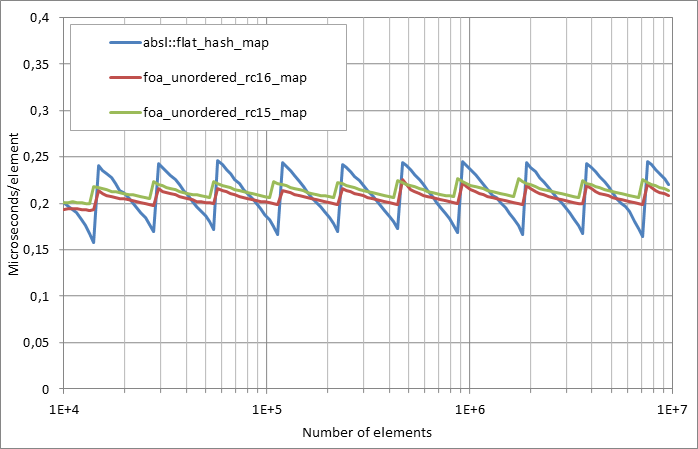 0,4
0,35
0,3
0,25
0,2
0,15
0,1
0,05
0
Microseconds/element
absl::flat_hash_map
foa_unordered_rc16_map
foa_unordered_rc15_map
1E+4 1E+5 1E+6 1E+7
Number of elements